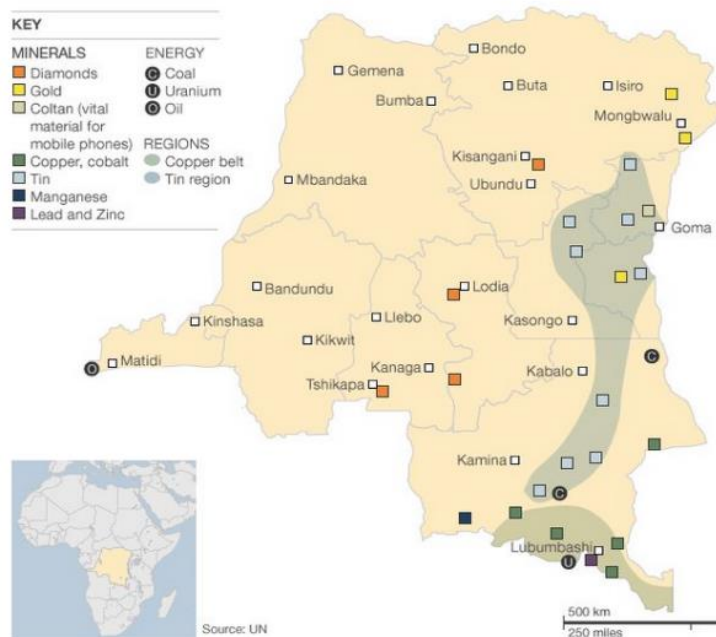 KEY
MINERALS
Diamonds
Gold
Coltan (vital
material for
mobile phones)
Copper, cobalt
Tin
Manganese
Lead and Zinc
ENERGY
C Coal
U Uranium
O Oil
REGIONS
Copper belt
Tin region
Bondo
Gemena
Buta
Isiro
Bumba
Mongbwalu
Kisangani
Mbandaka
Ubundu
Goma
Bandundu
Lodia
Kinshasa
Llebo
Kasongo
Kikwit
O
Matidi
Kanaga
Kabalo
C
Tshikapa
Kamina
C
Lubumbashi
U
Source: UN
500 km
250 miles